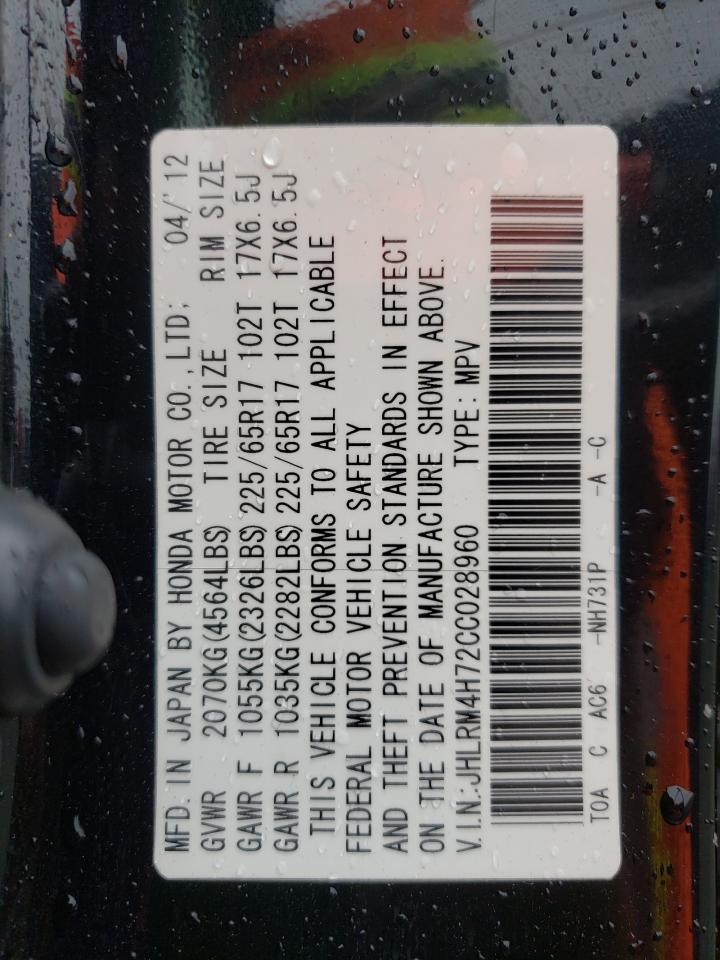 MFD. IN JAPAN BY HONDA MOTOR CO., LTD; 04/'12
GVWR 2070KG(4564LBS) TIRE SIZE RIM SIZE
GAWR F 1055KG(2326LBS) 225/65R17 102T 17X6.5J
GAWR R 1035KG(2282LBS) 225/65R17 102T 17X6.5J
THIS VEHICLE CONFORMS TO ALL APPLICABLE
FEDERAL MOTOR VEHICLE SAFETY
AND THEFT PREVENTION STANDARDS IN EFFECT
ON THE DATE OF MANUFACTURE SHOWN ABOVE.
V.I.N.:JHLRM4H72CC028960 TYPE: MPV
TOA C AC6 -NH731P -A -C